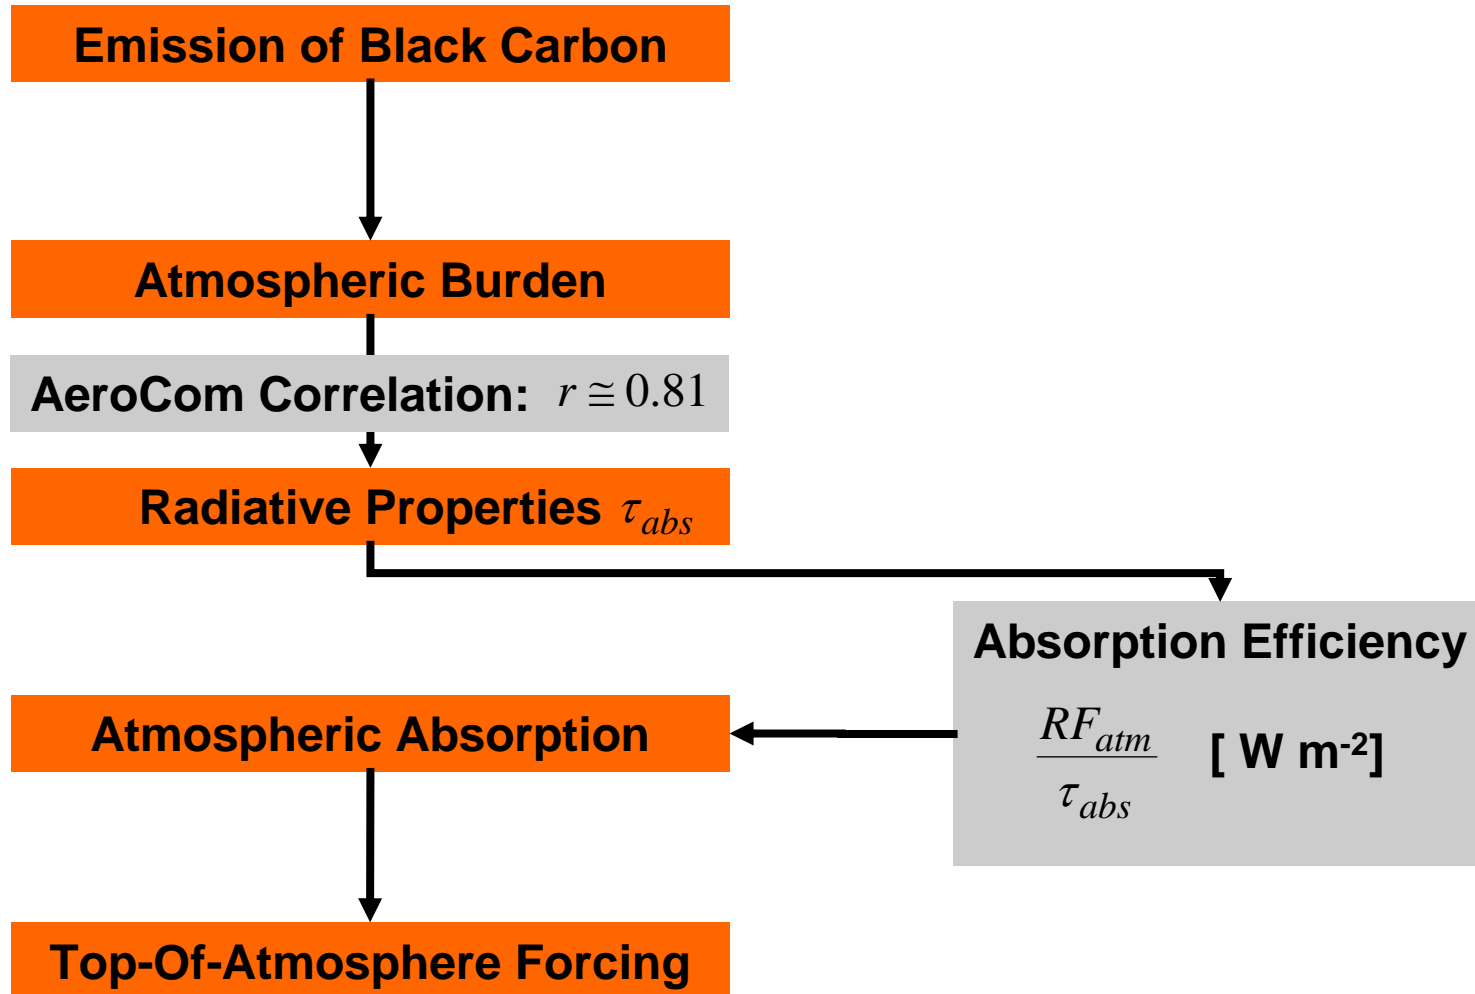 Emission of Black Carbon
Atmospheric Burden
AeroCom Correlation: r ≅ 0.81
Radiative Properties τabs
Absorption Efficiency
RFatm
τabs
[ W m-2]
Atmospheric Absorption
Top-Of-Atmosphere Forcing